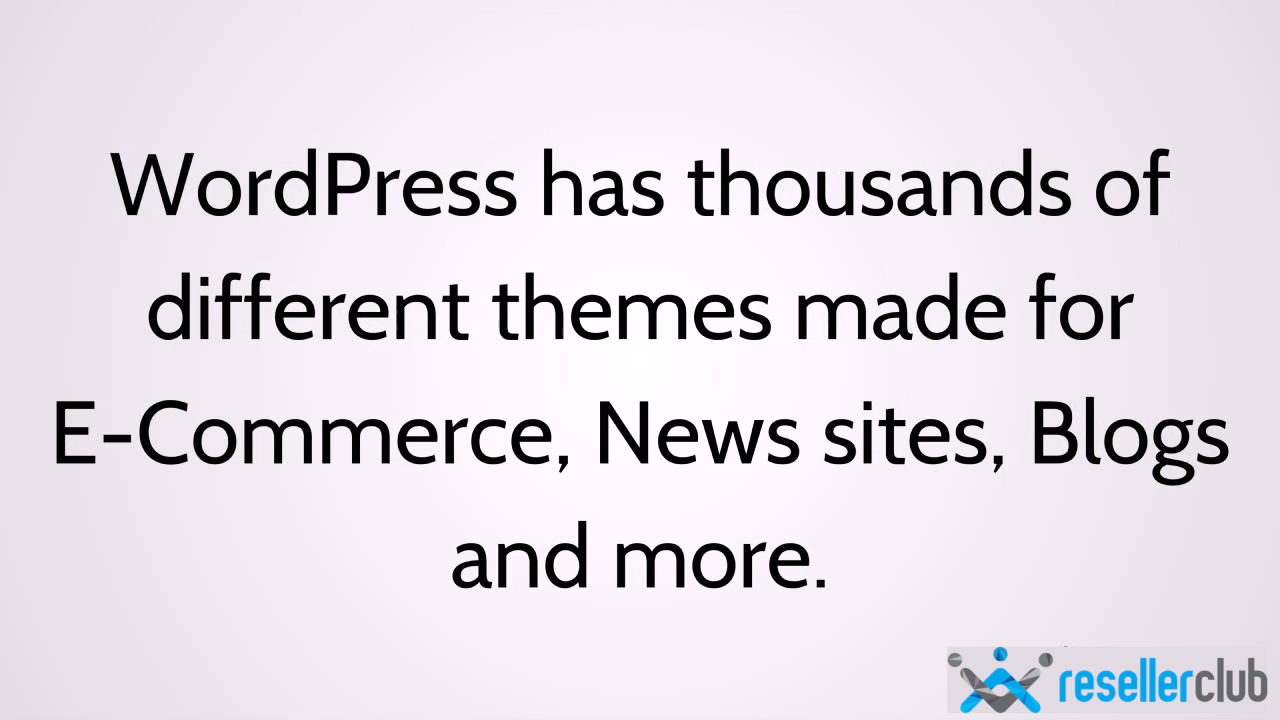 WordPress has thousands of
different themes made for
E-Commerce, News sites, Blogs
and more.
resellerclub